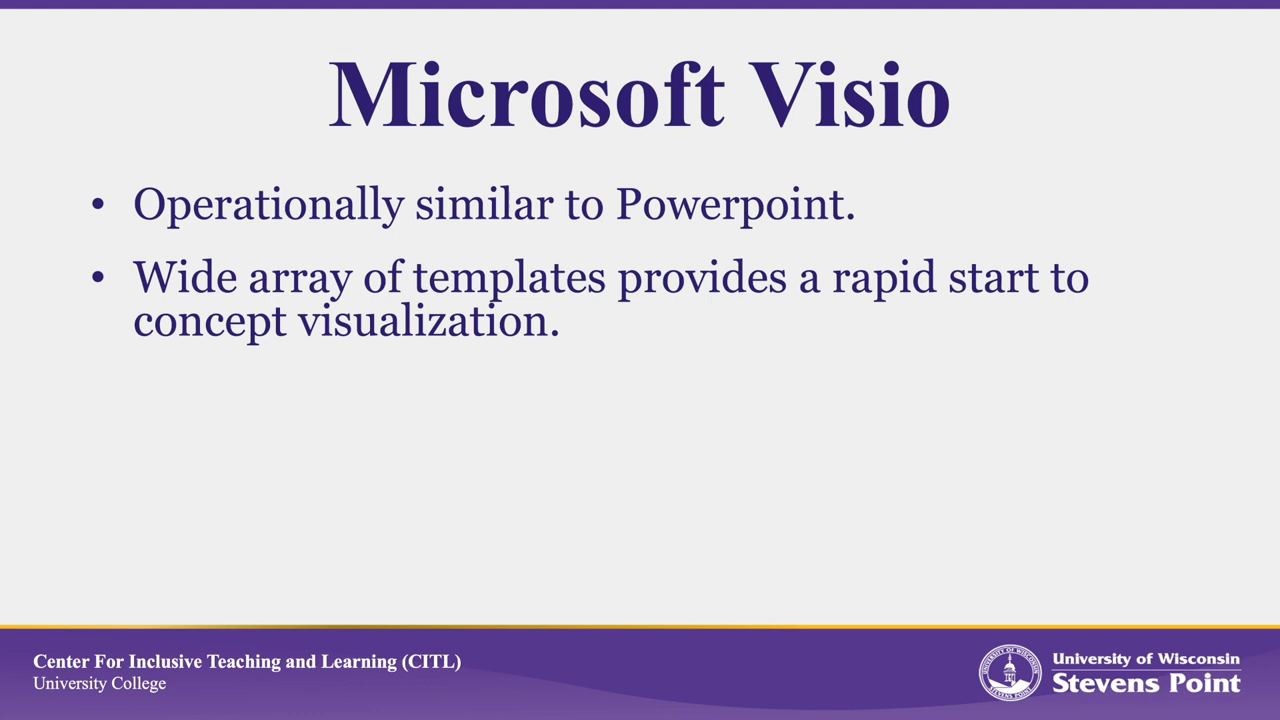 Microsoft Visio
• Operationally similar to Powerpoint.
• Wide array of templates provides a rapid start to
concept visualization.
Center For Inclusive Teaching and Learning (CITL)
University College
University of Wisconsin
Stevens Point